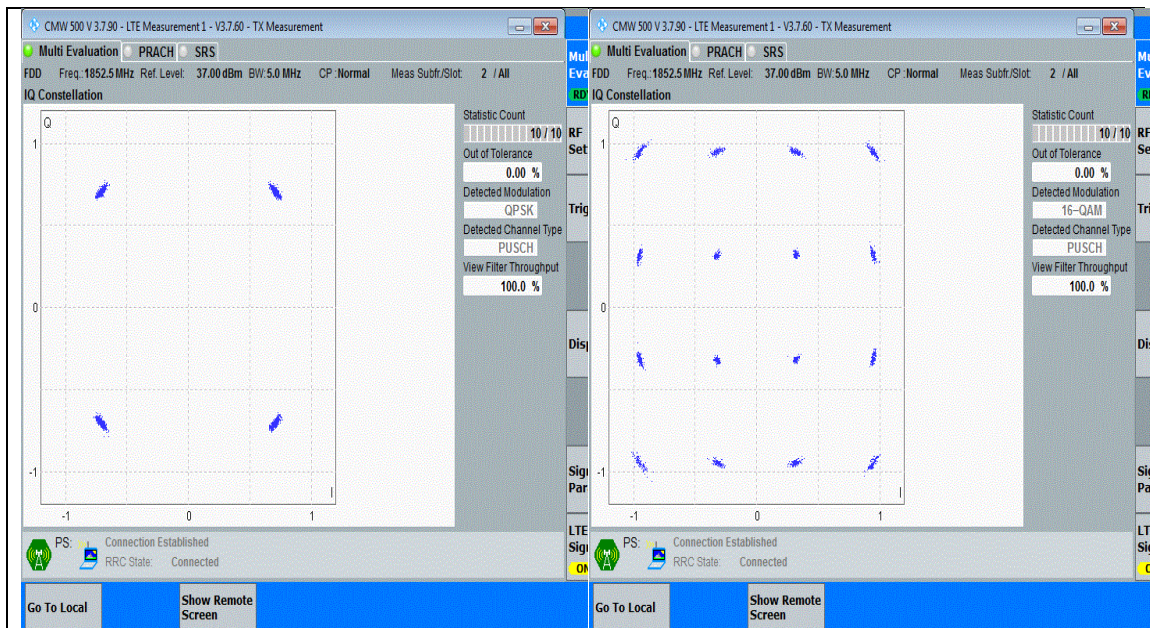 CMW 500 V 3.7.90 - LTE Measurement 1 - V3.7.60 - TX Measurement
Multi Evaluation PRACH SRS
FDD Freq.: 1852.5 MHz Ref. Level: 37.00 dBm BW: 5.0 MHz CP : Normal Meas Subfr./Slot: 2 / All
IQ Constellation
Q
1
0
-1
-1 0 1
I
Statistic Count
10 / 10
Out of Tolerance
0.00 %
Detected Modulation
QPSK
Detected Channel Type
PUSCH
View Filter Throughput
100.0 %
RF
Set
Trig
PS: Connection Established
RRC State: Connected
Go To Local
Show Remote
Screen
CMW 500 V 3.7.90 - LTE Measurement 1 - V3.7.60 - TX Measurement
Multi Evaluation PRACH SRS
FDD Freq.: 1852.5 MHz Ref. Level: 37.00 dBm BW: 5.0 MHz CP : Normal Meas Subfr./Slot: 2 / All
IQ Constellation
Q
1
0
-1
-1 0 1
I
Statistic Count
10 / 10
Out of Tolerance
0.00 %
Detected Modulation
16-QAM
Detected Channel Type
PUSCH
View Filter Throughput
100.0 %
RF
PS: Connection Established
RRC State: Connected
Go To Local
Show Remote
Screen